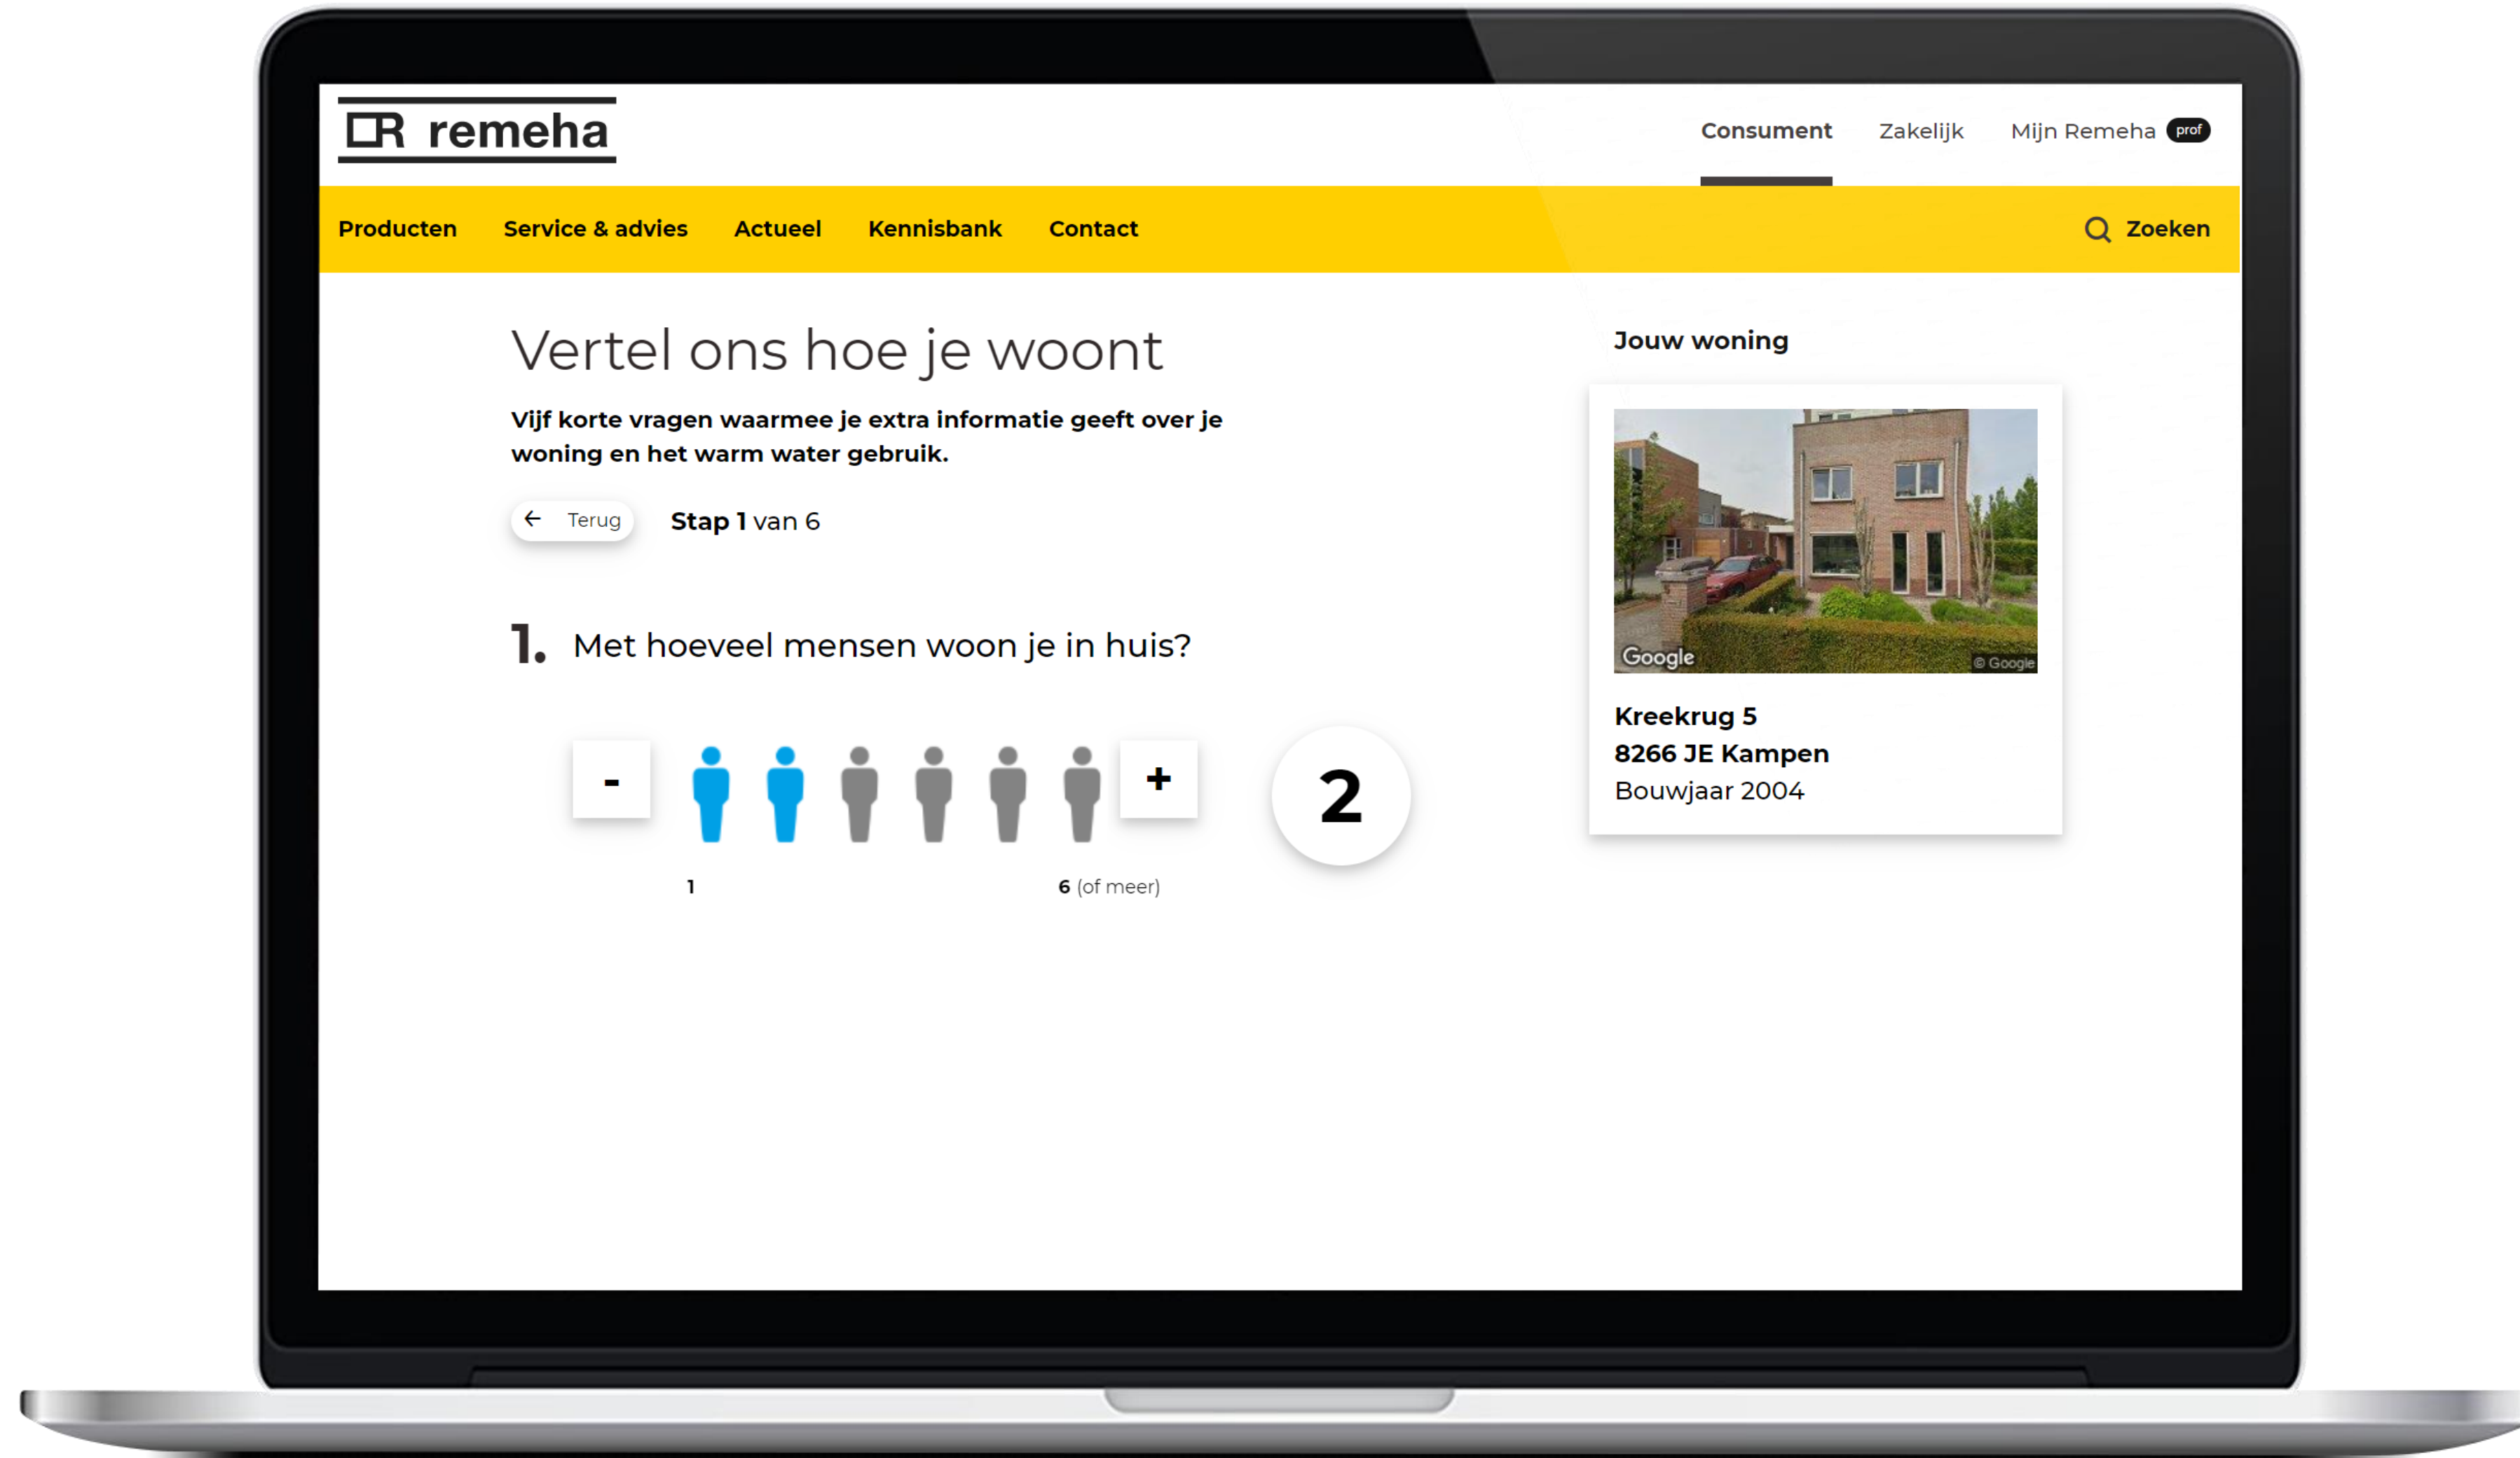 remeha
Consument Zakelijk Mijn Remeha prof
Producten Service & advies Actueel Kennisbank Contact Zoeken
Vertel ons hoe je woont
Vijf korte vragen waarmee je extra informatie geeft over je
woning en het warm water gebruik.
← Terug Stap 1 van 6
1. Met hoeveel mensen woon je in huis?
- + 2
1 6 (of meer)
Jouw woning
Google © Google
Kreekrug 5
8266 JE Kampen
Bouwjaar 2004